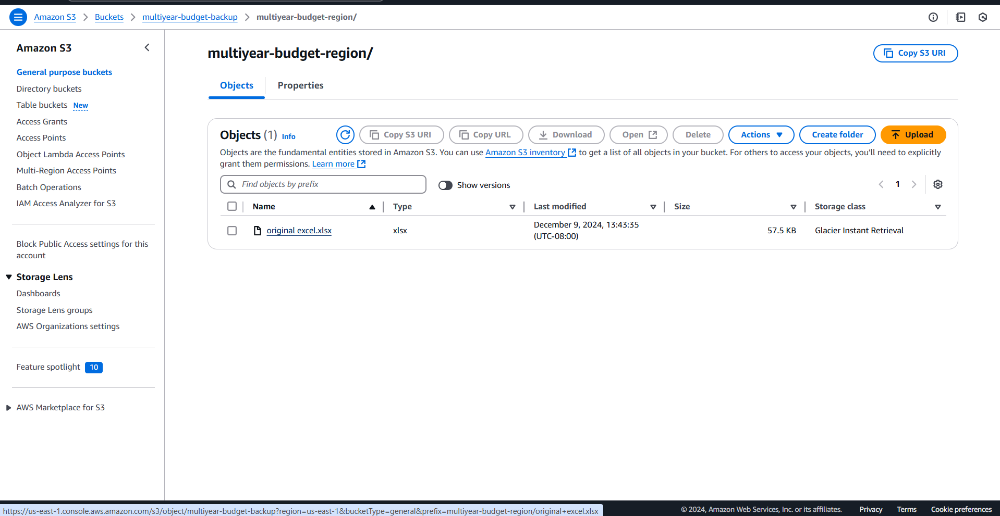 Amazon S3
Buckets
multiyear-budget-backup
multiyear-budget-region/
Amazon S3
General purpose buckets
Directory buckets
Table buckets New
Access Grants
Access Points
Object Lambda Access Points
Multi-Region Access Points
Batch Operations
IAM Access Analyzer for S3
Block Public Access settings for this
account
Storage Lens
Dashboards
Storage Lens groups
AWS Organizations settings
Feature spotlight 10
AWS Marketplace for S3
multiyear-budget-region/
Copy S3 URI
Objects
Properties
Objects (1) Info
Copy S3 URI
Copy URL
Download
Open
Delete
Actions
Create folder
Upload
Objects are the fundamental entities stored in Amazon S3. You can use Amazon S3 inventory to get a list of all objects in your bucket. For others to access your objects, you'll need to explicitly
grant them permissions. Learn more
Find objects by prefix
Show versions
1
Name
Type
Last modified
Size
Storage class
original excel.xlsx
xlsx
December 9, 2024, 13:43:35
(UTC-08:00)
57.5 KB
Glacier Instant Retrieval
https://us-east-1.console.aws.amazon.com/s3/object/multiyear-budget-backup?region=us-east-1&bucketType=general&prefix=multiyear-budget-region/original+excel.xlsx
© 2024, Amazon Web Services, Inc. or its affiliates.
Privacy
Terms
Cookie preferences